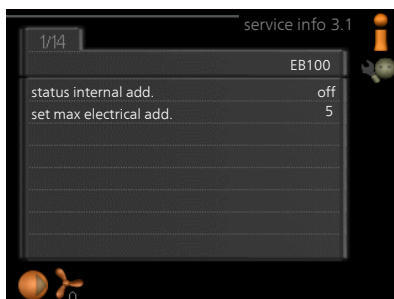 service info 3.1
1/14
EB100
status internal add. off
set max electrical add. 5
0